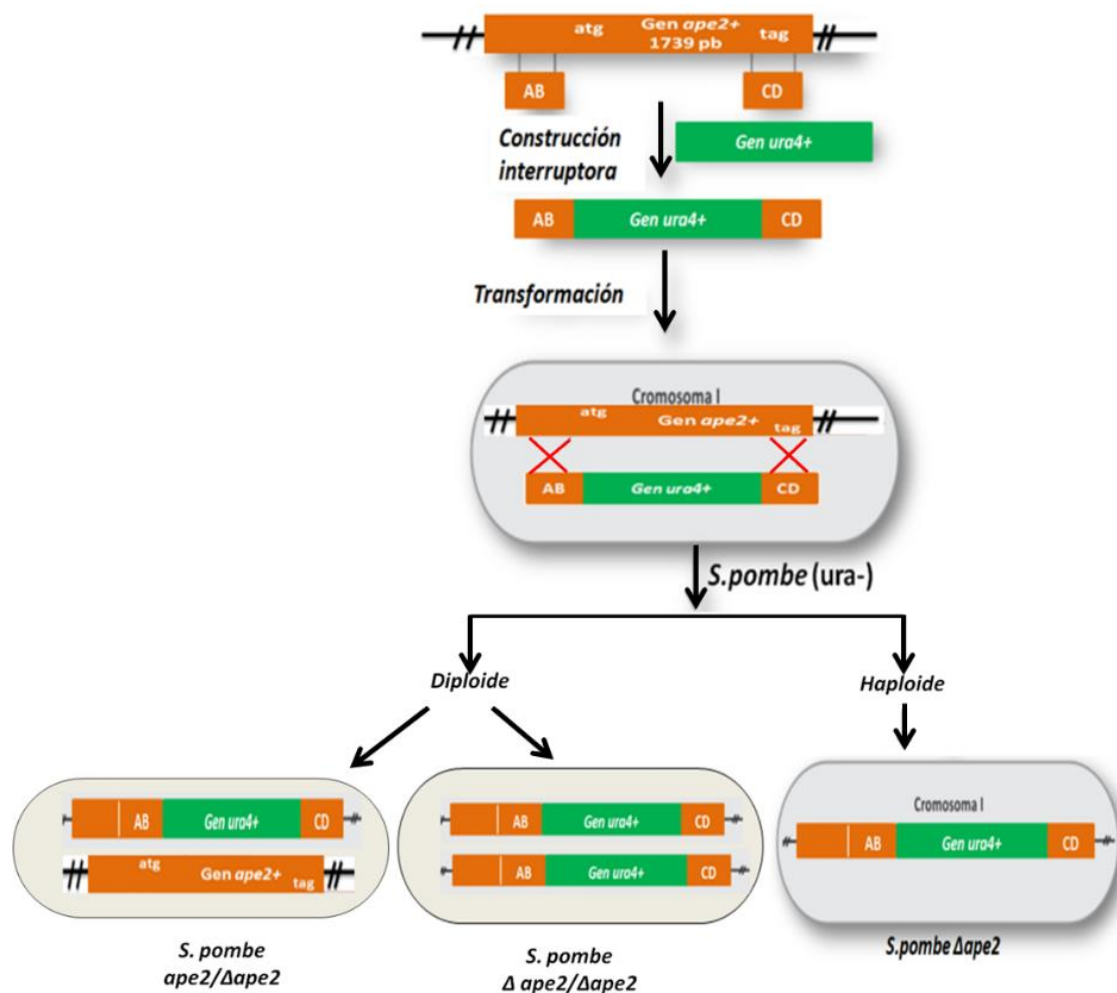 atg Gen ape2+ tag
1739 pb
AB CD
Construcción
interruptora
Gen ura4+
AB Gen ura4+ CD
Transformación
Cromosoma I
atg Gen ape2+ tag
AB Gen ura4+ CD
S.pombe (ura-)
Diploide
Haploide
AB Gen ura4+ CD
atg Gen ape2+ tag
S. pombe
ape2/Δape2
AB Gen ura4+ CD
AB Gen ura4+ CD
S. pombe
Δ ape2/Δape2
Cromosoma I
AB Gen ura4+ CD
S.pombe Δape2